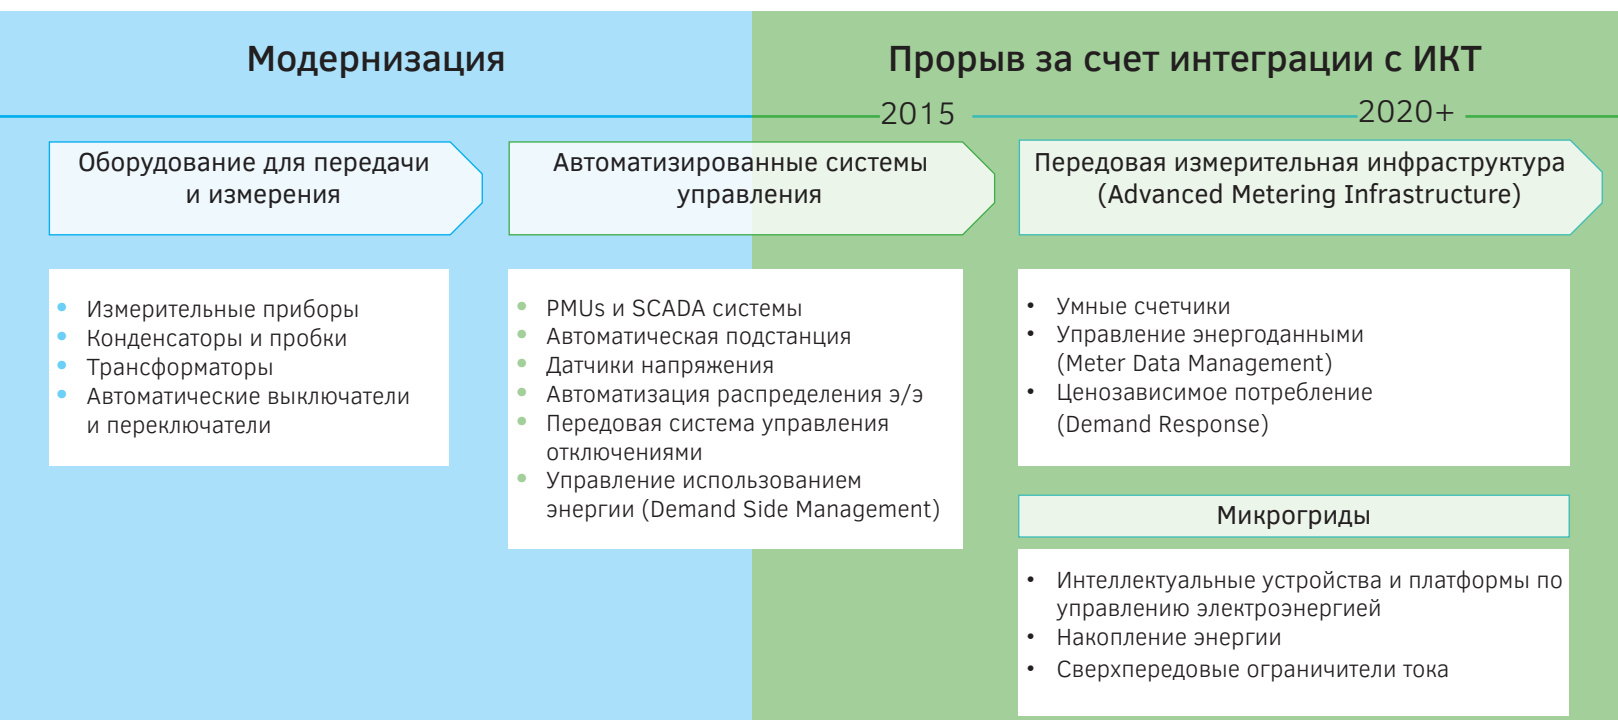 Модернизация
Прорыв за счет интеграции с ИКТ
2015
2020+
Оборудование для передачи
и измерения
Измерительные приборы
Конденсаторы и пробки
Трансформаторы
Автоматические выключатели
и переключатели
Автоматизированные системы
управления
PMUs и SCADA системы
Автоматическая подстанция
Датчики напряжения
Автоматизация распределения э/э
Передовая система управления
отключениями
Управление использованием
энергии (Demand Side Management)
Передовая измерительная инфраструктура
(Advanced Metering Infrastructure)
Умные счетчики
Управление энергоданными
(Meter Data Management)
Ценозависимое потребление
(Demand Response)
Микрогриды
Интеллектуальные устройства и платформы по
управлению электроэнергией
Накопление энергии
Сверхпередовые ограничители тока